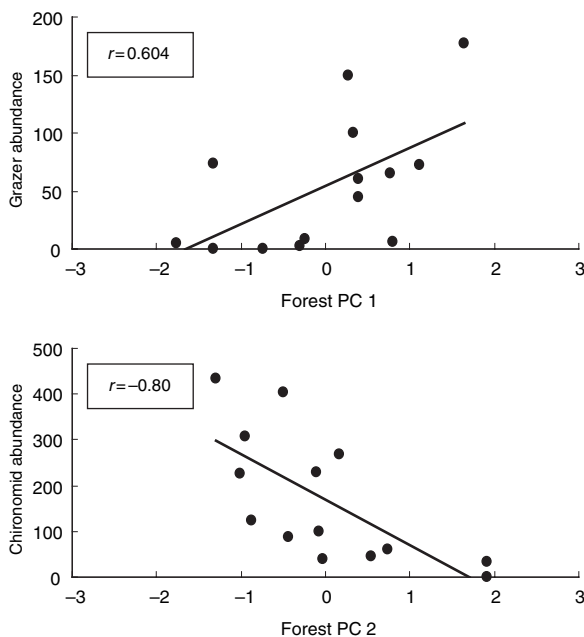 200
150
100
50
0
r=0.604
Grazer abundance
−3 −2 −1 0 1 2 3
Forest PC 1
500
400
300
200
100
0
r=−0.80
Chironomid abundance
−3 −2 −1 0 1 2 3
Forest PC 2